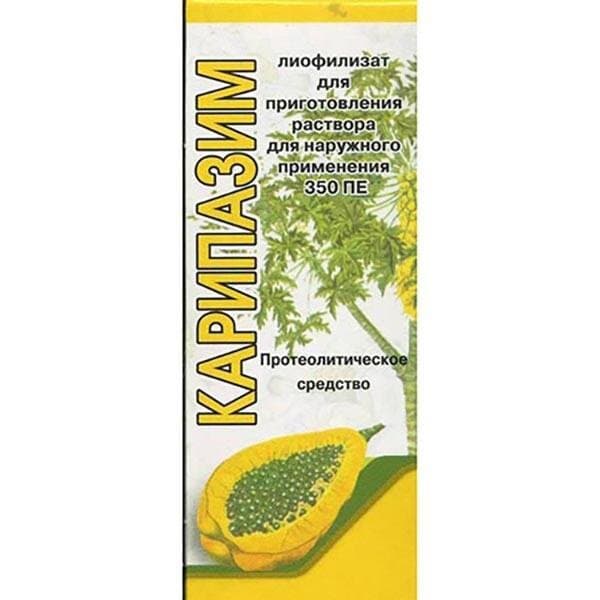 КАРИПАЗИМ
лиофилизат
для
приготовления
раствора
для наружного
применения
350 ПЕ
Протеолитическое
средство